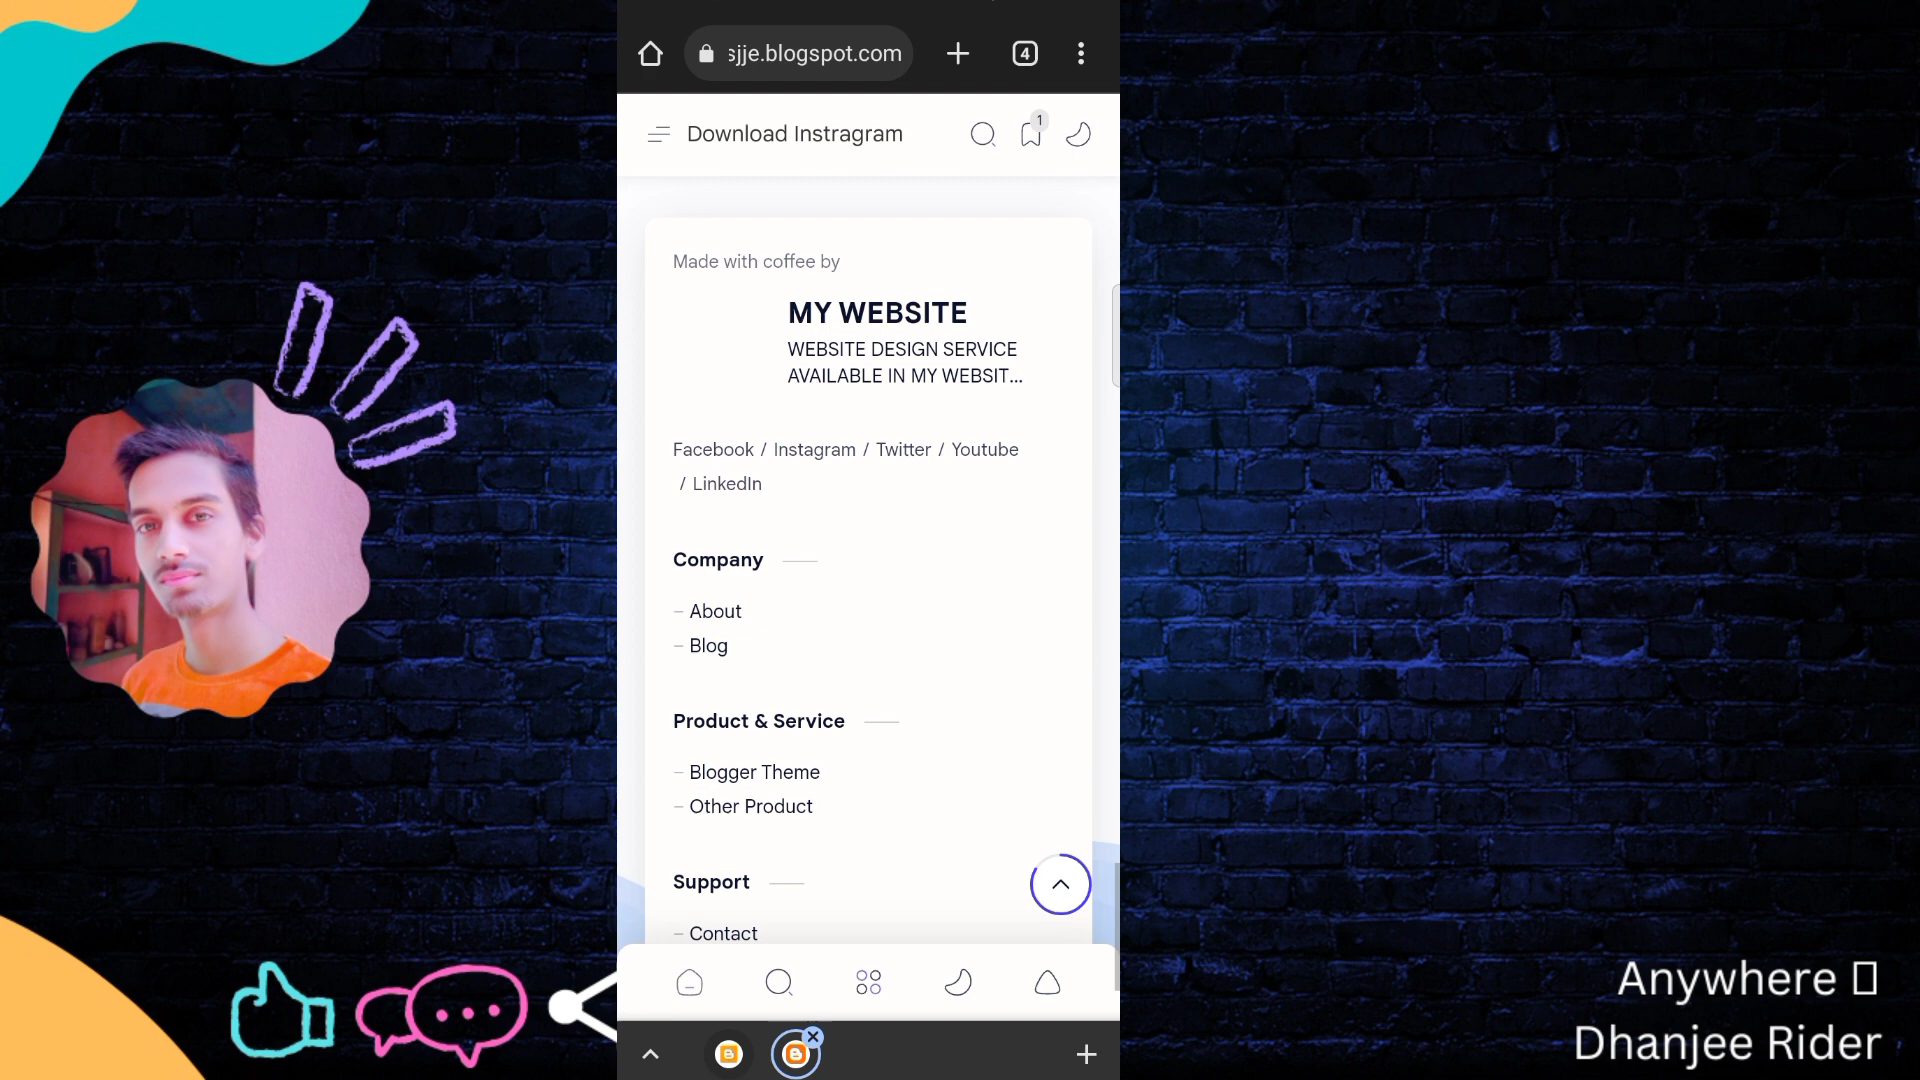 sjje.blogspot.com
4
Download Instragram
1
Made with coffee by
MY WEBSITE
WEBSITE DESIGN SERVICE
AVAILABLE IN MY WEBSIT...
Facebook / Instagram / Twitter / Youtube
/ LinkedIn
Company
– About
– Blog
Product & Service
– Blogger Theme
– Other Product
Support
– Contact
Anywhere
Dhanjee Rider